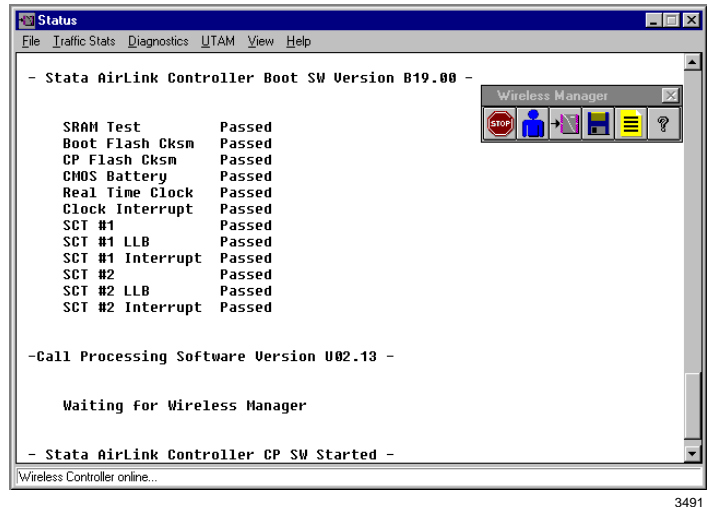 Status
File Traffic Stats Diagnostics UTAM View Help
- Stata AirLink Controller Boot SW Version B19.00 -
Wireless Manager
STOP ?
SRAM Test Passed
Boot Flash Cksm Passed
CP Flash Cksm Passed
CMOS Battery Passed
Real Time Clock Passed
Clock Interrupt Passed
SCT #1 Passed
SCT #1 LLB Passed
SCT #1 Interrupt Passed
SCT #2 Passed
SCT #2 LLB Passed
SCT #2 Interrupt Passed
-Call Processing Software Version U02.13 -
Waiting for Wireless Manager
- Stata AirLink Controller CP SW Started -
Wireless Controller online...
3491